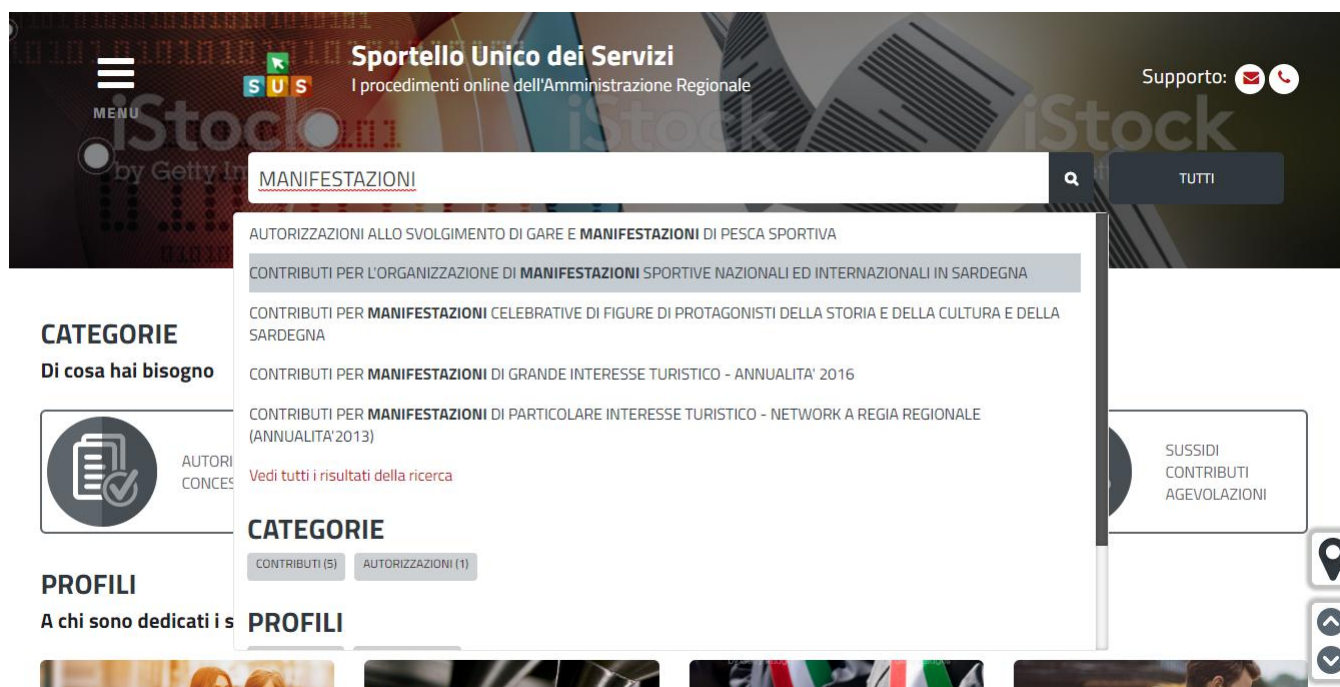 Sportello Unico dei Servizi
I procedimenti online dell'Amministrazione Regionale
MENU
SUS
Supporto:
iStock
iStock
iStock
by Getty Im
MANIFESTAZIONI
TUTTI
AUTORIZZAZIONI ALLO SVOLGIMENTO DI GARE E MANIFESTAZIONI DI PESCA SPORTIVA
CONTRIBUTI PER L'ORGANIZZAZIONE DI MANIFESTAZIONI SPORTIVE NAZIONALI ED INTERNAZIONALI IN SARDEGNA
CONTRIBUTI PER MANIFESTAZIONI CELEBRATIVE DI FIGURE DI PROTAGONISTI DELLA STORIA E DELLA CULTURA E DELLA
SARDEGNA
CONTRIBUTI PER MANIFESTAZIONI DI GRANDE INTERESSE TURISTICO - ANNUALITA' 2016
CONTRIBUTI PER MANIFESTAZIONI DI PARTICOLARE INTERESSE TURISTICO - NETWORK A REGIA REGIONALE
(ANNUALITA'2013)
Vedi tutti i risultati della ricerca
CATEGORIE
CONTRIBUTI (5) AUTORIZZAZIONI (1)
PROFILI
CATEGORIE
Di cosa hai bisogno
AUTORI
CONCES
SUSSIDI
CONTRIBUTI
AGEVOLAZIONI
PROFILI
A chi sono dedicati i s